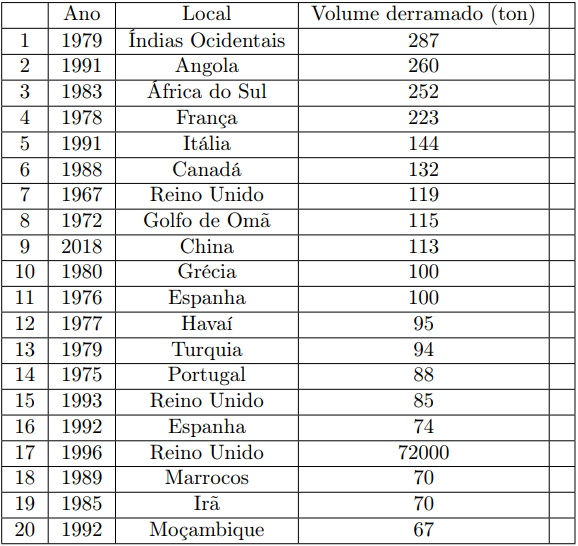 Ano Local Volume derramado (ton)
1 1979 Índias Ocidentais 287
2 1991 Angola 260
3 1983 África do Sul 252
4 1978 França 223
5 1991 Itália 144
6 1988 Canadá 132
7 1967 Reino Unido 119
8 1972 Golfo de Omã 115
9 2018 China 113
10 1980 Grécia 100
11 1976 Espanha 100
12 1977 Havaí 95
13 1979 Turquia 94
14 1975 Portugal 88
15 1993 Reino Unido 85
16 1992 Espanha 74
17 1996 Reino Unido 72000
18 1989 Marrocos 70
19 1985 Irã 70
20 1992 Moçambique 67